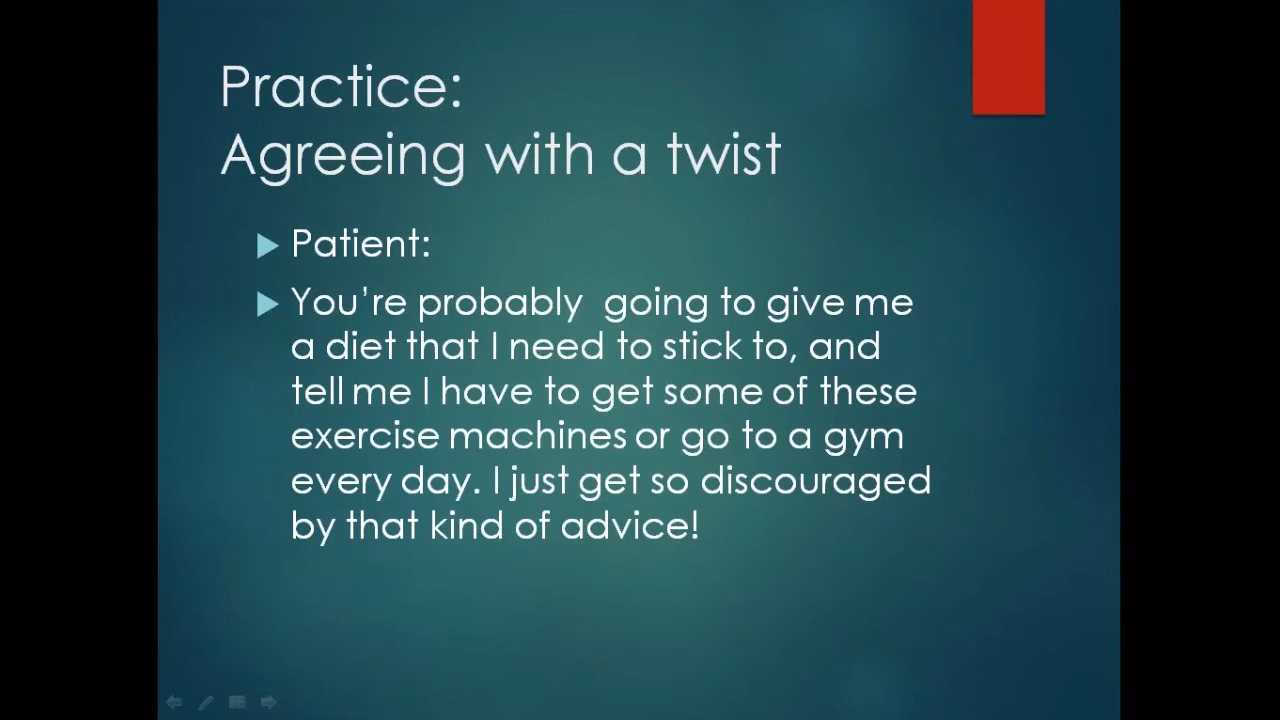 Practice:
Agreeing with a twist
Patient:
You're probably  going to give me
a diet that I need to stick to, and
tell me I have to get some of these
exercise machines or go to a gym
every day. I just get so discouraged
by that kind of advice!